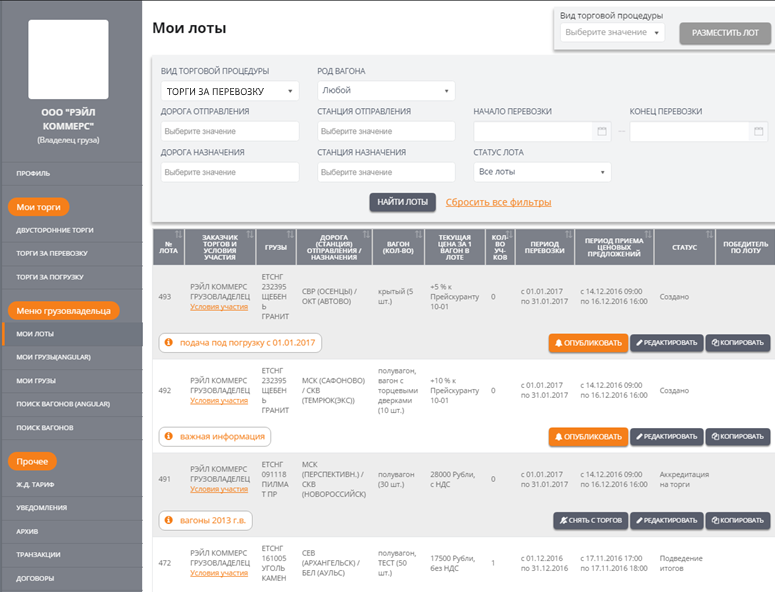 ООО "РЭЙЛ
КОММЕРС"
(Владелец груза)
ПРОФИЛЬ
Мои торги
ДВУСТОРОННИЕ ТОРГИ
ТОРГИ ЗА ПЕРЕВОЗКУ
ТОРГИ ЗА ПОГРУЗКУ
Меню грузовладельца
МОИ ЛОТЫ
МОИ ГРУЗЫ(ANGULAR)
МОИ ГРУЗЫ
ПОИСК ВАГОНОВ (ANGULAR)
ПОИСК ВАГОНОВ
Прочее
Ж.Д. ТАРИФ
УВЕДОМЛЕНИЯ
АРХИВ
ТРАНЗАКЦИИ
ДОГОВОРЫ
Мои лоты
Вид торговой процедуры
Выберите значение
РАЗМЕСТИТЬ ЛОТ
ВИД ТОРГОВОЙ ПРОЦЕДУРЫ
РОД ВАГОНА
ТОРГИ ЗА ПЕРЕВОЗКУ
Любой
ДОРОГА ОТПРАВЛЕНИЯ
СТАНЦИЯ ОТПРАВЛЕНИЯ
НАЧАЛО ПЕРЕВОЗКИ
КОНЕЦ ПЕРЕВОЗКИ
Выберите значение
Выберите значение
—
ДОРОГА НАЗНАЧЕНИЯ
СТАНЦИЯ НАЗНАЧЕНИЯ
СТАТУС ЛОТА
Выберите значение
Выберите значение
Все лоты
НАЙТИ ЛОТЫ
Сбросить все фильтры
№
ЛОТА
ЗАКАЗЧИК
ТОРГОВ И
УСЛОВИЯ
УЧАСТИЯ
ГРУЗЫ
ДОРОГА
(СТАНЦИЯ)
ОТПРАВЛЕНИЯ /
НАЗНАЧЕНИЯ
ВАГОН
(КОЛ-ВО)
ТЕКУЩАЯ
ЦЕНА ЗА 1
ВАГОН В
ЛОТЕ
КОЛ-
ВО
УЧ-
КОВ
ПЕРИОД
ПЕРЕВОЗКИ
ПЕРИОД ПРИЕМА
ЦЕНОВЫХ
ПРЕДЛОЖЕНИЙ
СТАТУС
ПОБЕДИТЕЛЬ
ПО ЛОТУ
493
РЭЙЛ КОММЕРС
ГРУЗОВЛАДЕЛЕЦ
Условия участия
ЕТСНГ
232395
ЩЕБЕН
Ь
ГРАНИТ
СВР (ОСЕНЦЫ) /
ОКТ (АВТОВО)
крытый (5
шт.)
+5 % к
Прейскуранту
10-01
0
с 01.01.2017
по 31.01.2017
с 14.12.2016 09:00
по 16.12.2016 16:00
Создано
подача под погрузку с 01.01.2017
ОПУБЛИКОВАТЬ
РЕДАКТИРОВАТЬ
КОПИРОВАТЬ
492
РЭЙЛ КОММЕРС
ГРУЗОВЛАДЕЛЕЦ
Условия участия
ЕТСНГ
232395
ЩЕБЕН
Ь
ГРАНИТ
МСК (САФОНОВО)
/ СКВ
(ТЕМРЮК(ЭКС))
полувагон,
вагон с
торцевыми
дверками
(10 шт.)
+10 % к
Прейскуранту
10-01
0
с 01.01.2017
по 31.01.2017
с 14.12.2016 09:00
по 16.12.2016 16:00
Создано
важная информация
ОПУБЛИКОВАТЬ
РЕДАКТИРОВАТЬ
КОПИРОВАТЬ
491
РЭЙЛ КОММЕРС
ГРУЗОВЛАДЕЛЕЦ
Условия участия
ЕТСНГ
091118
ПИЛМА
Т ПР
МСК
(ПЕРСПЕКТИВН.) /
СКВ
(НОВОРОССИЙСК)
полувагон
(30 шт.)
28000 Рубли,
с НДС
0
с 01.01.2017
по 31.01.2017
с 14.12.2016 09:00
по 16.12.2016 16:00
Аккредитация
на торги
вагоны 2013 г.в.
СНЯТЬ С ТОРГОВ
РЕДАКТИРОВАТЬ
КОПИРОВАТЬ
472
РЭЙЛ КОММЕРС
ГРУЗОВЛАДЕЛЕЦ
Условия участия
ЕТСНГ
161005
УГОЛЬ
КАМЕН
СЕВ
(АРХАНГЕЛЬСК) /
БЕЛ (АУЛЬС)
полувагон,
ТЕСТ (50
шт.)
17500 Рубли,
без НДС
1
с 01.12.2016
по 31.12.2016
с 17.11.2016 17:00
по 17.11.2016 18:00
Подведение
итогов